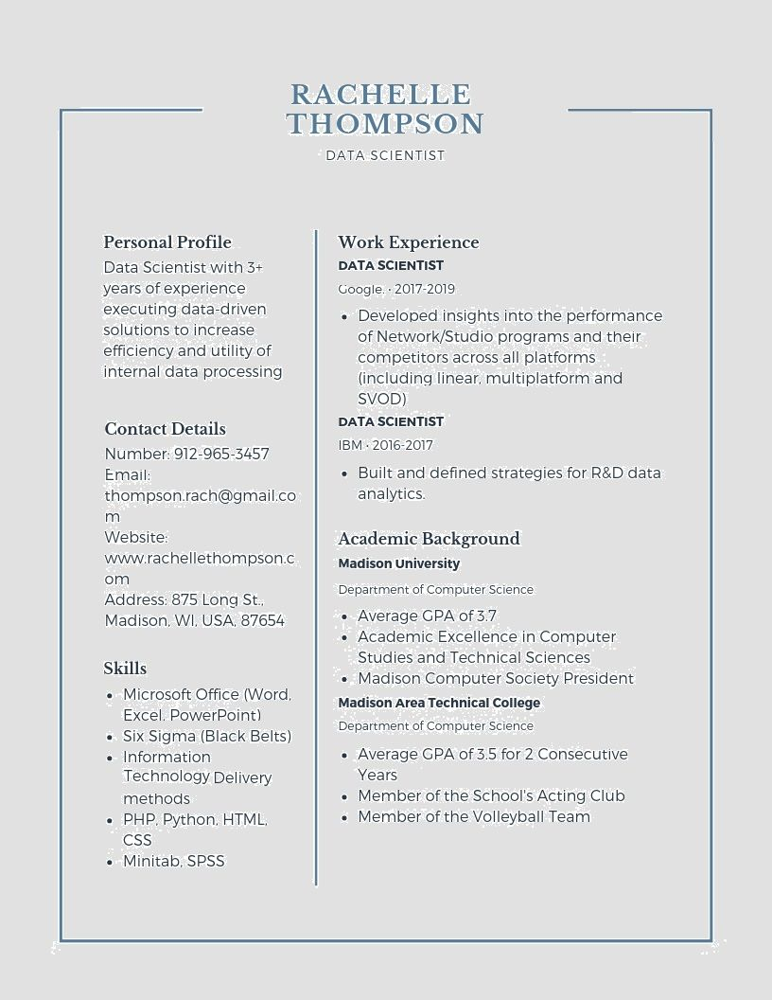 RACHELLE
THOMPSON
DATA SCIENTIST
Personal Profile
Data Scientist with 3+
years of experience
executing data-driven
solutions to increase
efficiency and utility of
internal data processing
Contact Details
Number: 912-965-3457
Email:
thompson.rach@gmail.co
m
Website:
www.rachellethompson.c
om
Address: 875 Long St.,
Madison, WI, USA, 87654
Skills
• Microsoft Office (Word,
Excel, PowerPoint)
• Six Sigma (Black Belts)
• Information
Technology Delivery
methods
• PHP, Python, HTML,
CSS
• Minitab, SPSS
Work Experience
DATA SCIENTIST
Google, • 2017-2019
• Developed insights into the performance
of Network/Studio programs and their
competitors across all platforms
(including linear, multiplatform and
SVOD)
DATA SCIENTIST
IBM • 2016-2017
• Built and defined strategies for R&D data
analytics.
Academic Background
Madison University
Department of Computer Science
• Average GPA of 3.7
• Academic Excellence in Computer
Studies and Technical Sciences
• Madison Computer Society President
Madison Area Technical College
Department of Computer Science
• Average GPA of 3.5 for 2 Consecutive
Years
• Member of the School's Acting Club
• Member of the Volleyball Team